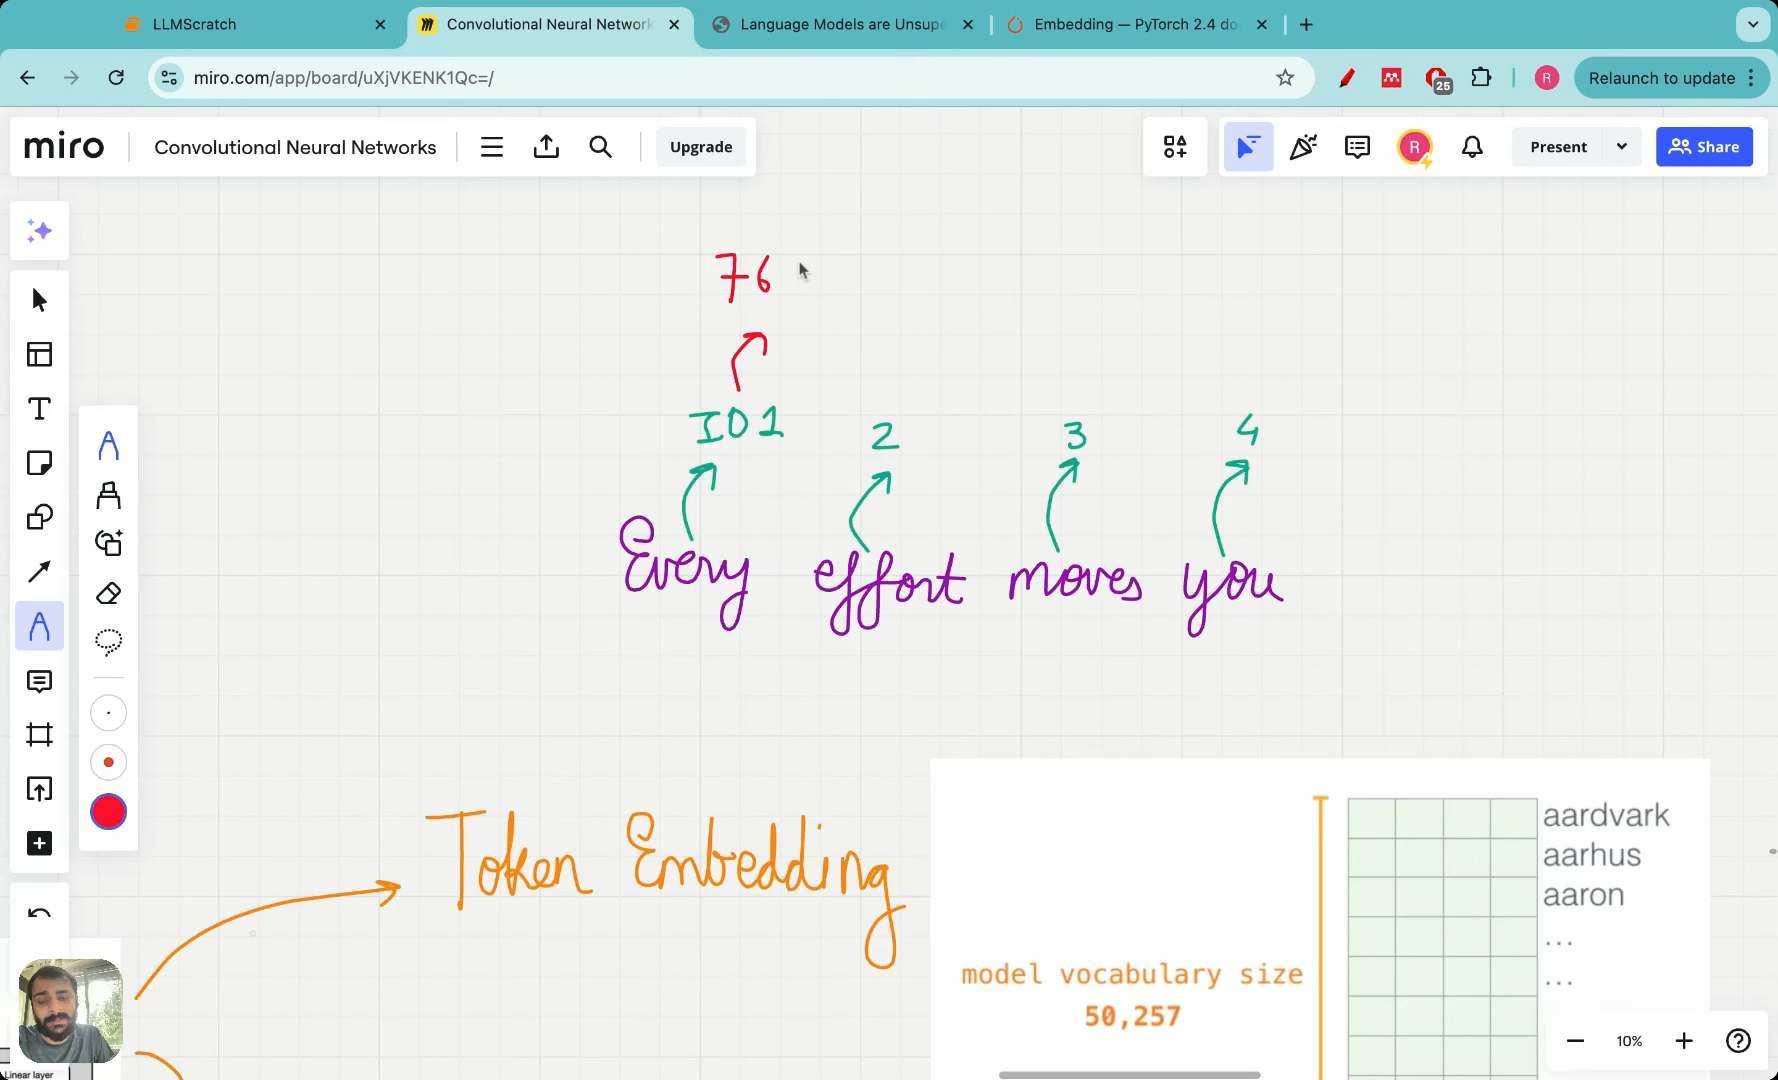 LLMScratch
Convolutional Neural Network
Language Models are Unsupe
Embedding — PyTorch 2.4 do
miro.com/app/board/uXjVKENK1Qc=/
25
R
Relaunch to update
miro
Convolutional Neural Networks
Upgrade
R
Present
Share
76
ID1 2 3 4
Every effort moves you
Token Embedding
aardvark
aarhus
aaron
...
...
model vocabulary size
50,257
10%
Linear layer